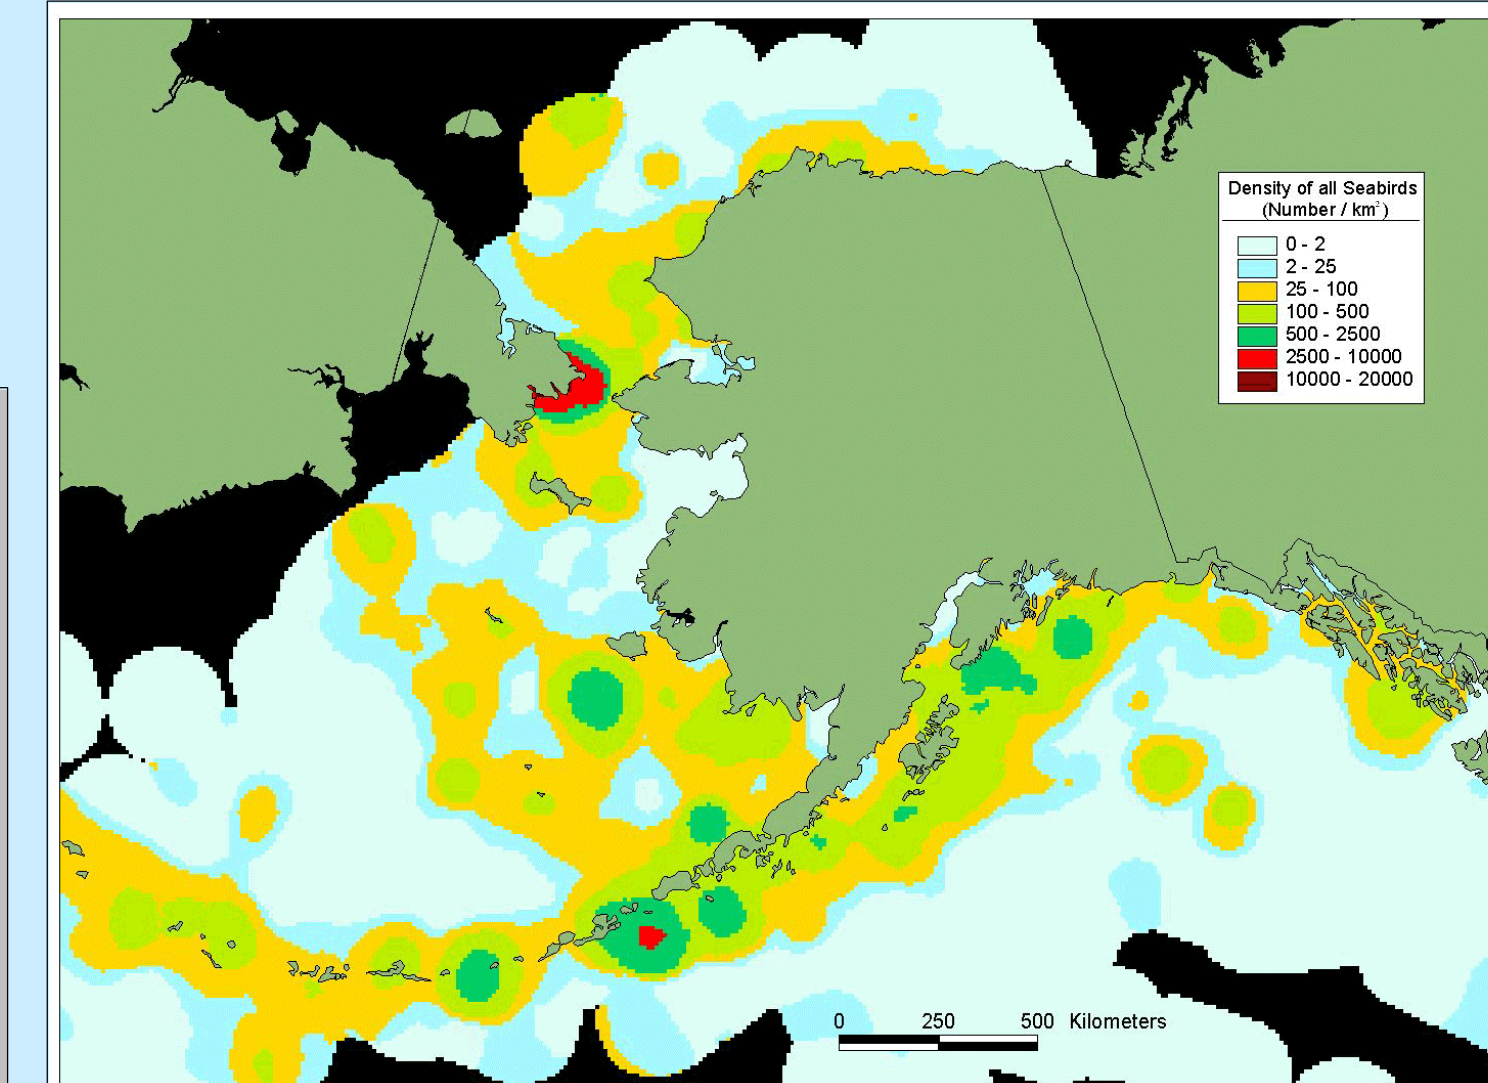 Density of all Seabirds
(Number / km²)
0 - 2
2 - 25
25 - 100
100 - 500
500 - 2500
2500 - 10000
10000 - 20000
0 250 500 Kilometers